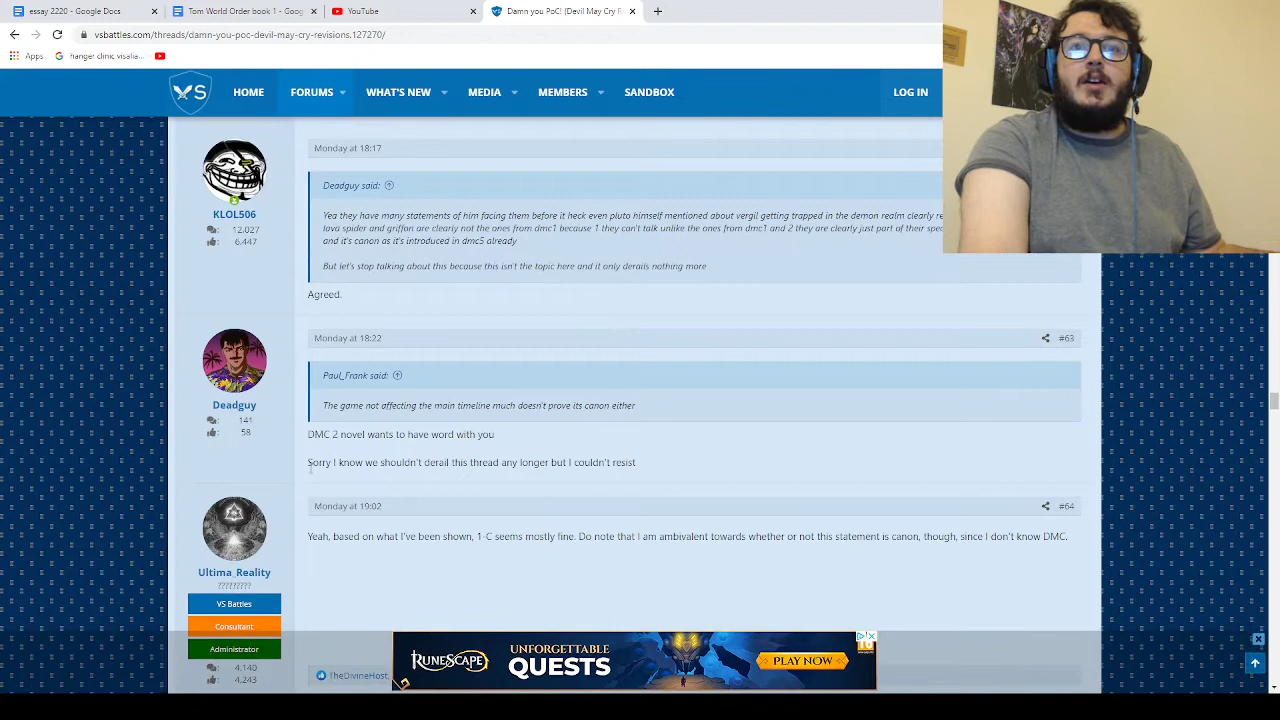 essay 2220 - Google Docs
Tom World Order book 1 - Goog
YouTube
Damn you PoC! (Devil May Cry R
vsbattles.com/threads/damn-you-poc-devil-may-cry-revisions.127270/
Apps
hanger clinic visalia...
VS
HOME
FORUMS
WHAT'S NEW
MEDIA
MEMBERS
SANDBOX
LOG IN
Monday at 18:17
KLOL506
12,027
6,447
Deadguy said:
Yea they have many statements of him facing them before it heck even pluto himself mentioned about vergil getting trapped in the demon realm clearly re
lava spider and griffon are clearly not the ones from dmc1 because 1 they can't talk unlike the ones from dmc1 and 2 they are clearly just part of their spec
and it's canon as it's introduced in dmc5 already
But let's stop talking about this because this isn't the topic here and it only derails nothing more
Agreed.
Monday at 18:22
#63
Deadguy
141
58
Paul_Frank said:
The game not affecting the main timeline much doesn't prove its canon either
DMC 2 novel wants to have word with you
Sorry I know we shouldn't derail this thread any longer but I couldn't resist
Monday at 19:02
#64
Ultima_Reality
?????????
VS Battles
Consultant
Administrator
4,140
4,243
Yeah, based on what I've been shown, 1-C seems mostly fine. Do note that I am ambivalent towards whether or not this statement is canon, though, since I don't know DMC.
RUNESCAPE
UNFORGETTABLE
QUESTS
PLAY NOW
TheDivineHost,